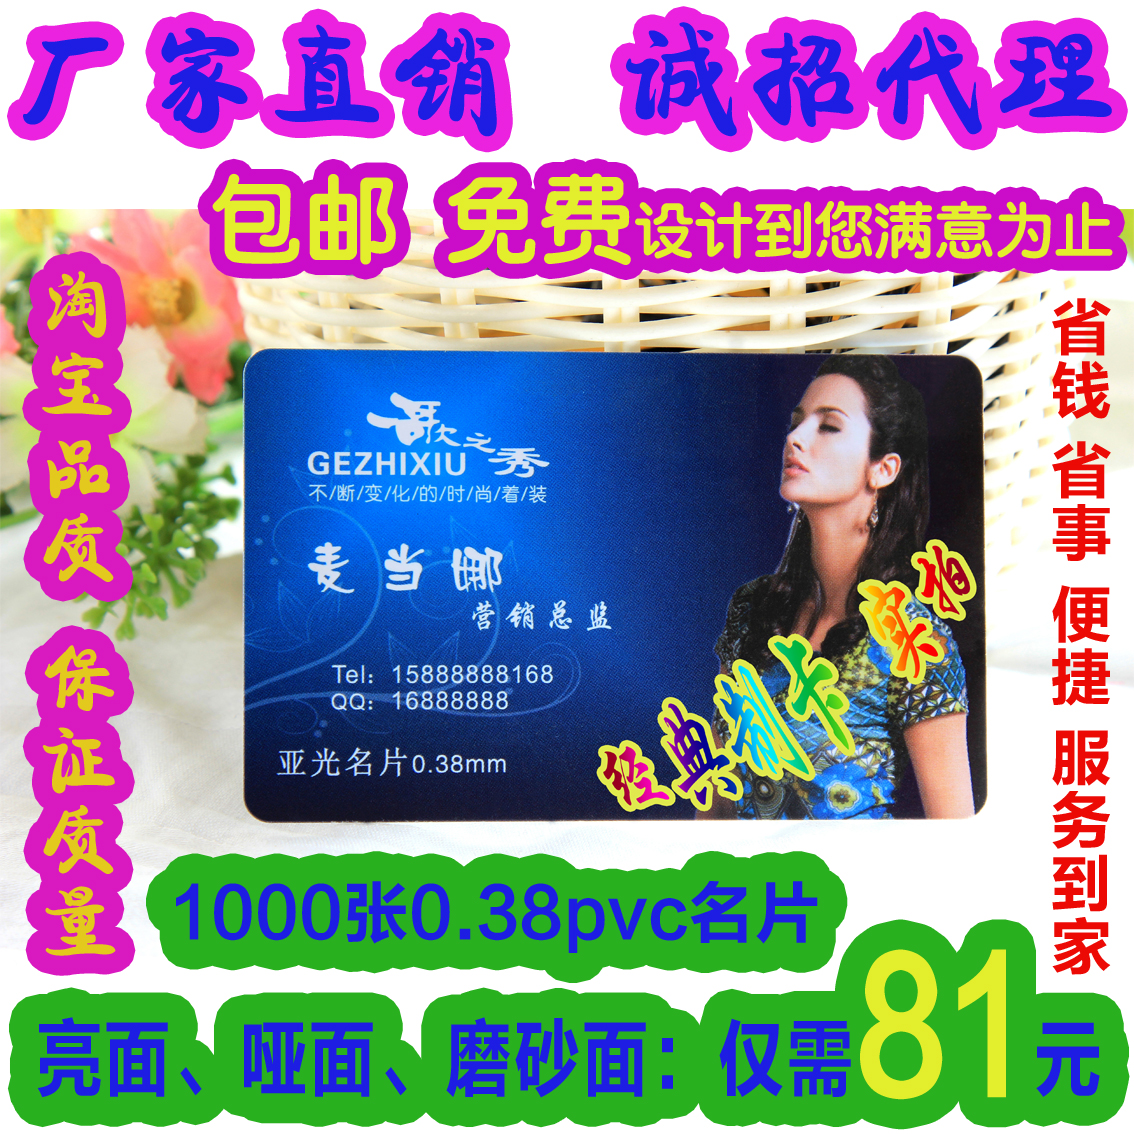 厂家直销 诚招代理
包邮 免费设计到您满意为止
淘宝品质 保证质量
省钱 省事 便捷 服务到家
歌之秀
GEZHIXIU
不/断/变/化/的/时/尚/着/装
麦当娜
营销总监
Tel: 15888888168
QQ: 16888888
亚光名片0.38mm
经典制卡 实拍
1000张0.38pvc名片
亮面、哑面、磨砂面：仅需81元